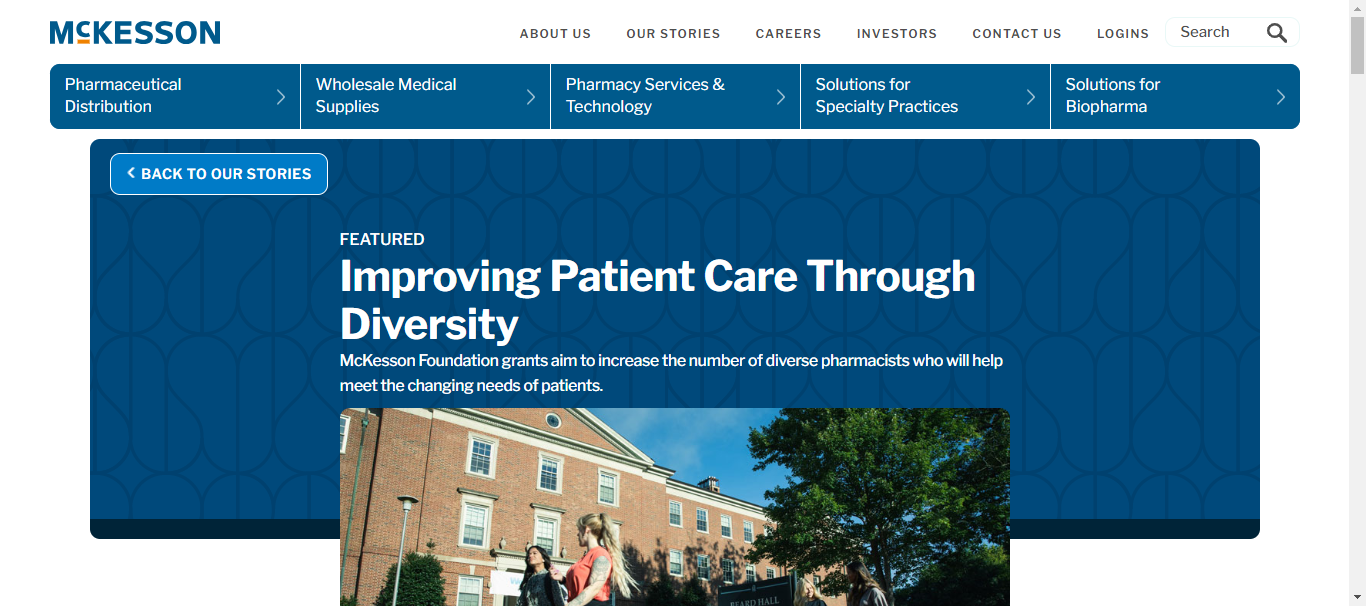 MCKESSON
ABOUT US
OUR STORIES
CAREERS
INVESTORS
CONTACT US
LOGINS
Search
Pharmaceutical
Distribution
Wholesale Medical
Supplies
Pharmacy Services &
Technology
Solutions for
Specialty Practices
Solutions for
Biopharma
BACK TO OUR STORIES
FEATURED
Improving Patient Care Through
Diversity
McKesson Foundation grants aim to increase the number of diverse pharmacists who will help
meet the changing needs of patients.
BEARD HALL